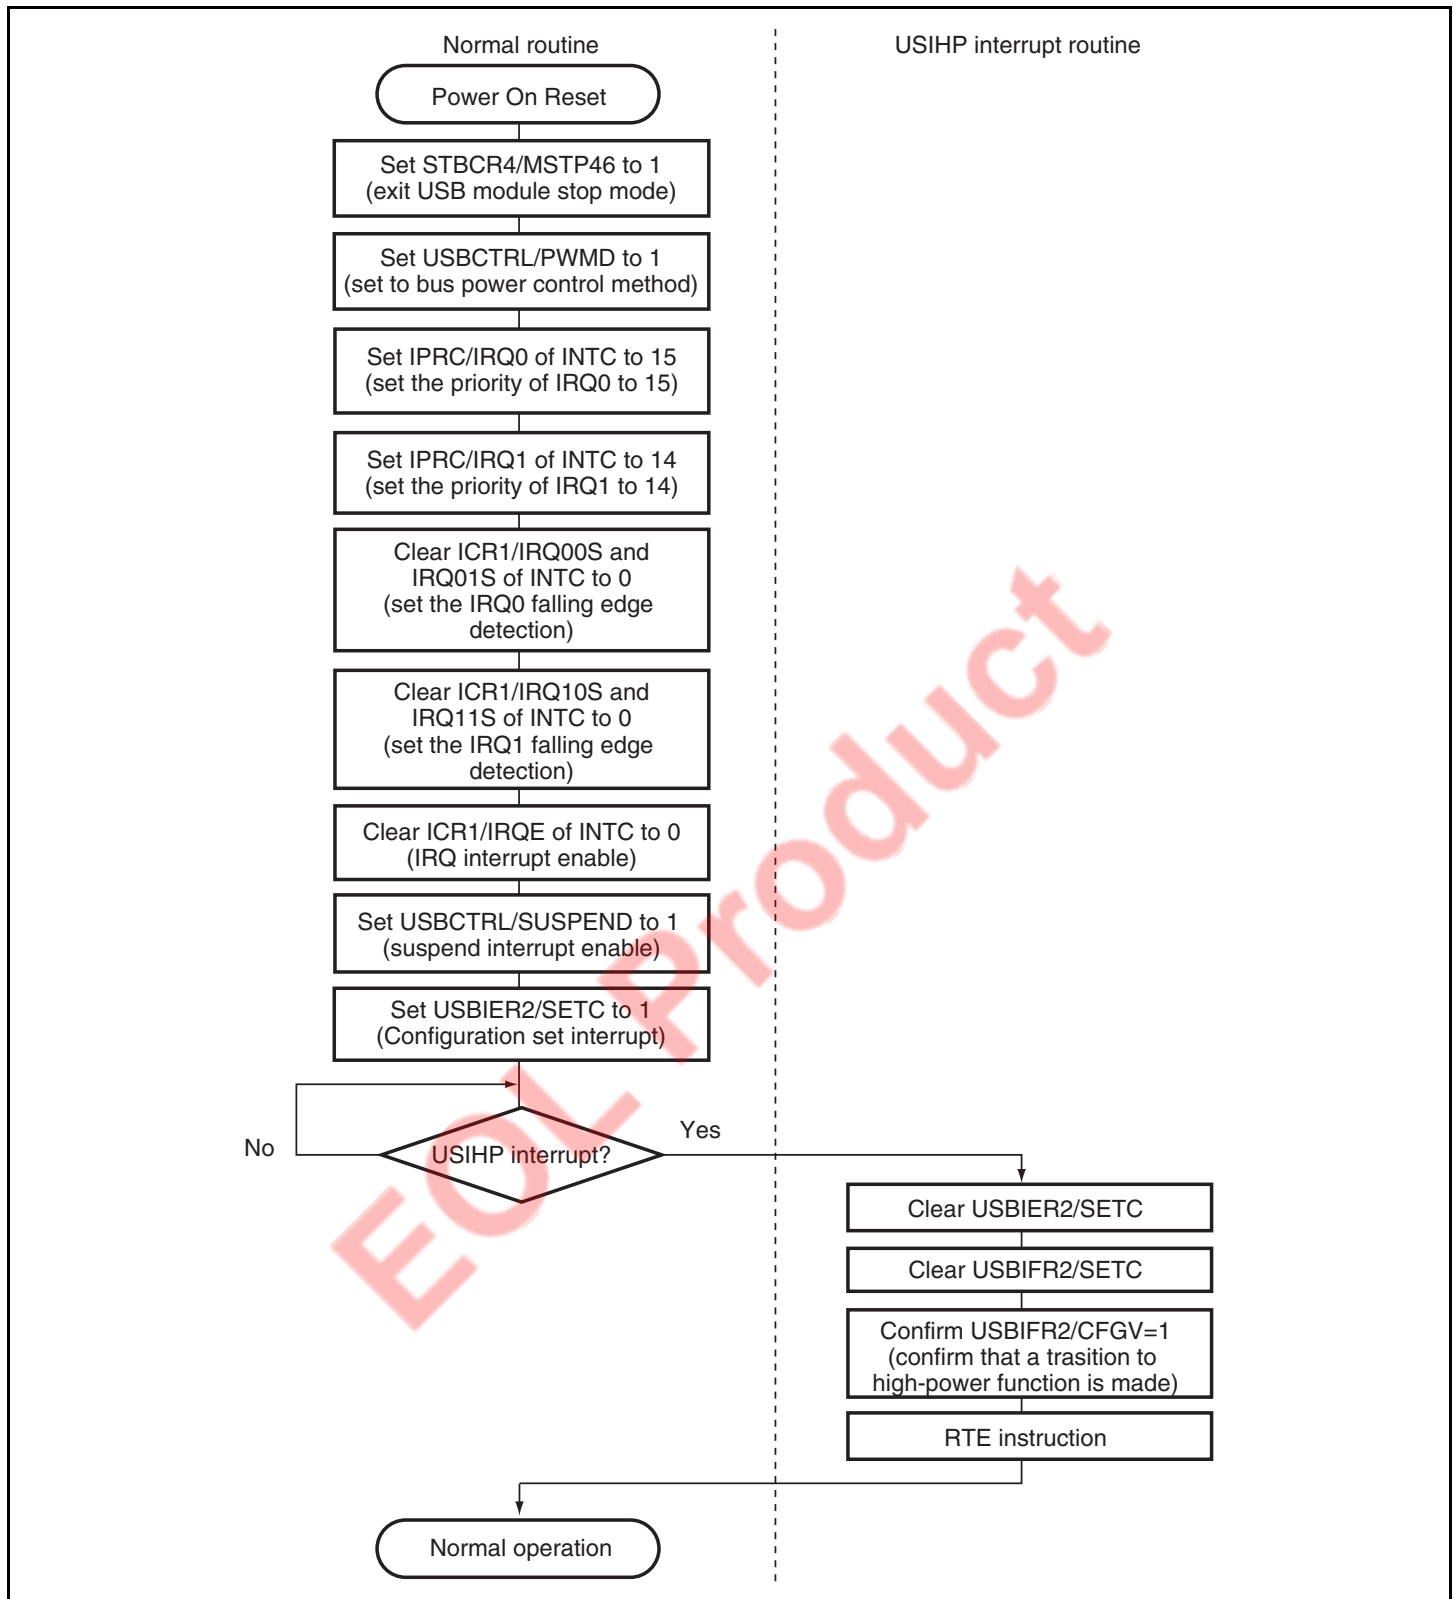 Normal routine
USIHP interrupt routine
Power On Reset
Set STBCR4/MSTP46 to 1
(exit USB module stop mode)
Set USBCTRL/PWMD to 1
(set to bus power control method)
Set IPRC/IRQ0 of INTC to 15
(set the priority of IRQ0 to 15)
Set IPRC/IRQ1 of INTC to 14
(set the priority of IRQ1 to 14)
Clear ICR1/IRQ00S and
IRQ01S of INTC to 0
(set the IRQ0 falling edge
detection)
Clear ICR1/IRQ10S and
IRQ11S of INTC to 0
(set the IRQ1 falling edge
detection)
Clear ICR1/IRQE of INTC to 0
(IRQ interrupt enable)
Set USBCTRL/SUSPEND to 1
(suspend interrupt enable)
Set USBIER2/SETC to 1
(Configuration set interrupt)
No
USIHP interrupt?
Yes
Clear USBIER2/SETC
Clear USBIFR2/SETC
Confirm USBIFR2/CFGV=1
(confirm that a trasition to
high-power function is made)
RTE instruction
Normal operation
EOL Product